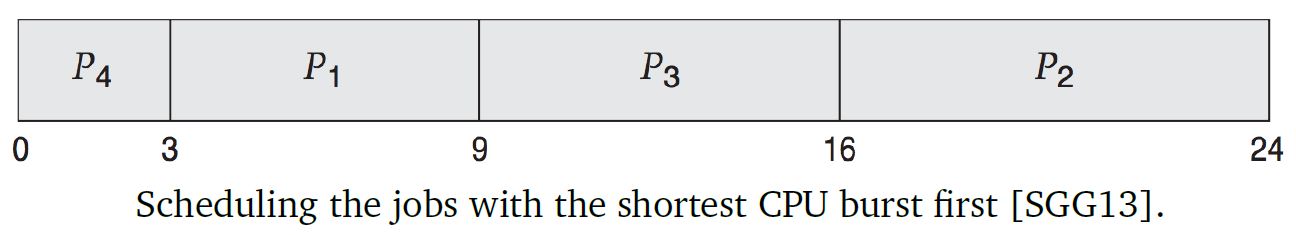 P4 P1 P3 P2
0 3 9 16 24
Scheduling the jobs with the shortest CPU burst first [SGG13].